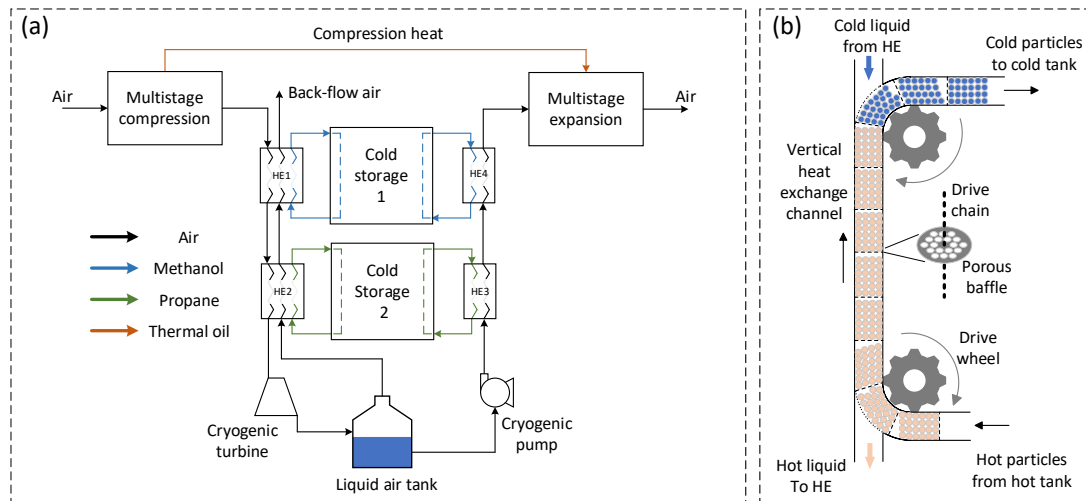 (a)
Compression heat
Air
Multistage
compression
Back-flow air
Multistage
expansion
Air
HE1
Cold
storage
1
HE4
Air
Methanol
Propane
Thermal oil
HE2
Cold
Storage
2
HE3
Cryogenic
turbine
Liquid air tank
Cryogenic
pump
(b)
Cold liquid
from HE
Cold particles
to cold tank
Vertical
heat
exchange
channel
Drive
chain
Porous
baffle
Drive
wheel
Hot liquid
To HE
Hot particles
from hot tank